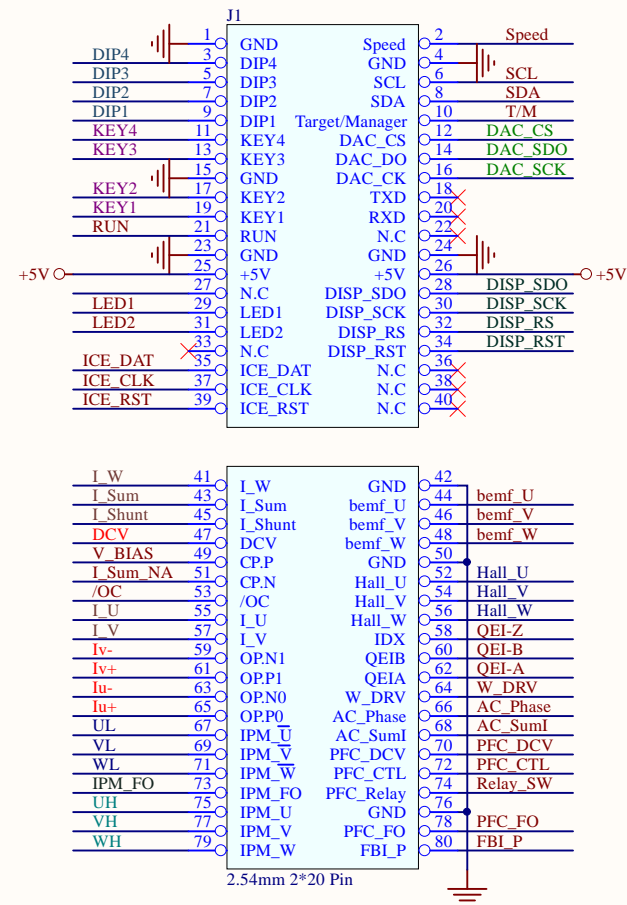 J1
1 GND Speed 2 Speed
DIP4 3 DIP4 GND 4
DIP3 5 DIP3 SCL 6 SCL
DIP2 7 DIP2 SDA 8 SDA
DIP1 9 DIP1 Target/Manager 10 T/M
KEY4 11 KEY4 DAC_CS 12 DAC_CS
KEY3 13 KEY3 DAC_DO 14 DAC_SDO
15 GND DAC_CK 16 DAC_SCK
KEY2 17 KEY2 TXD 18
KEY1 19 KEY1 RXD 20
RUN 21 RUN N.C 22
23 GND GND 24
+5V 25 +5V +5V 26 +5V
27 N.C DISP_SDO 28 DISP_SDO
LED1 29 LED1 DISP_SCK 30 DISP_SCK
LED2 31 LED2 DISP_RS 32 DISP_RS
33 N.C DISP_RST 34 DISP_RST
ICE_DAT 35 ICE_DAT N.C 36
ICE_CLK 37 ICE_CLK N.C 38
ICE_RST 39 ICE_RST N.C 40
I_W 41 I_W GND 42
I_Sum 43 I_Sum bemf_U 44 bemf_U
I_Shunt 45 I_Shunt bemf_V 46 bemf_V
DCV 47 DCV bemf_W 48 bemf_W
V_BIAS 49 CP.P GND 50
I_Sum_NA 51 CP.N Hall_U 52 Hall_U
/OC 53 /OC Hall_V 54 Hall_V
I_U 55 I_U Hall_W 56 Hall_W
I_V 57 I_V IDX 58 QEI-Z
Iv- 59 OP.N1 QEIB 60 QEI-B
Iv+ 61 OP.P1 QEIA 62 QEI-A
Iu- 63 OP.N0 W_DRV 64 W_DRV
Iu+ 65 OP.P0 AC_Phase 66 AC_Phase
UL 67 IPM_U̅ AC_SumI 68 AC_SumI
VL 69 IPM_V̅ PFC_DCV 70 PFC_DCV
WL 71 IPM_W̅ PFC_CTL 72 PFC_CTL
IPM_FO 73 IPM_FO PFC_Relay 74 Relay_SW
UH 75 IPM_U GND 76
VH 77 IPM_V PFC_FO 78 PFC_FO
WH 79 IPM_W FBI_P 80 FBI_P
2.54mm 2*20 Pin